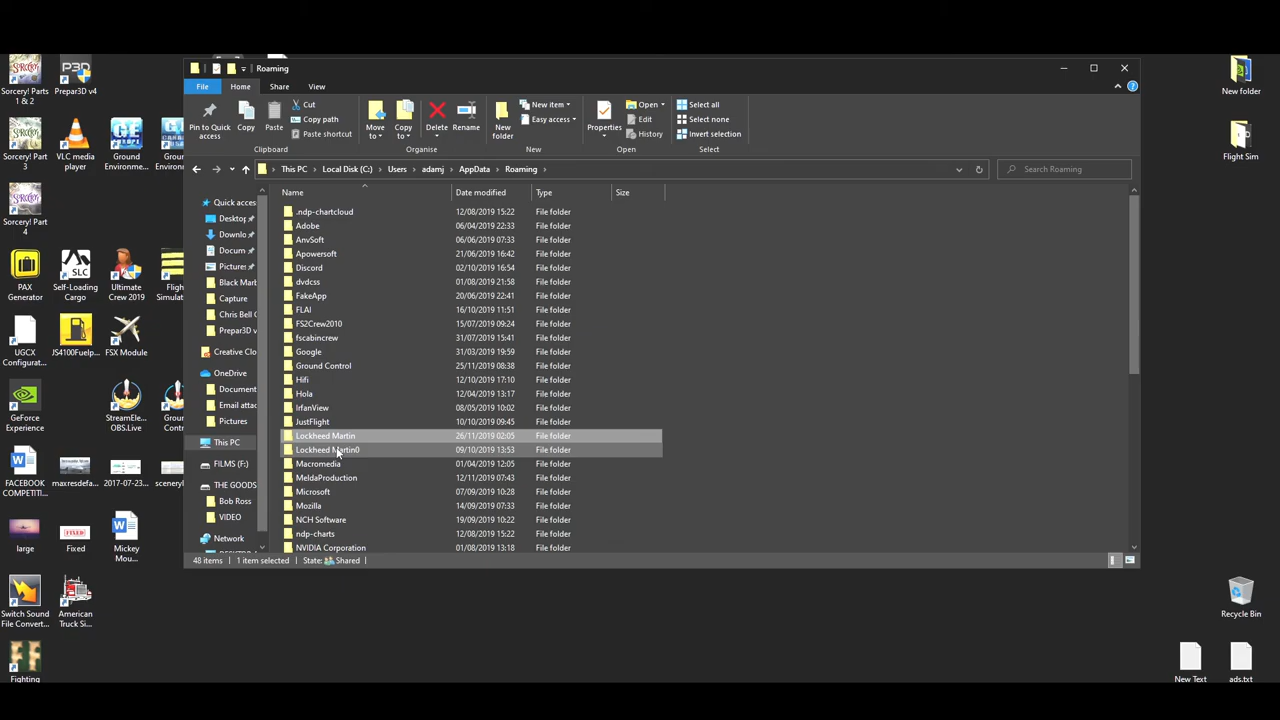 Roaming
File
Home
Share
View
Pin to Quick access
Copy
Paste
Cut
Copy path
Paste shortcut
Move to
Copy to
Delete
Rename
New folder
New item
Easy access
Properties
Open
Edit
History
Select all
Select none
Invert selection
Clipboard
Organise
New
Open
Select
This PC
Local Disk (C:)
Users
adamj
AppData
Roaming
Search Roaming
Name
Date modified
Type
Size
.ndp-chartcloud 12/08/2019 15:22 File folder
Adobe 06/04/2019 22:33 File folder
AnvSoft 06/06/2019 07:33 File folder
Apowersoft 21/06/2019 16:42 File folder
Discord 02/10/2019 16:54 File folder
dvdcss 01/08/2019 21:58 File folder
FakeApp 20/06/2019 22:41 File folder
FLAI 16/10/2019 11:51 File folder
FS2Crew2010 15/07/2019 09:24 File folder
fscabincrew 31/07/2019 15:41 File folder
Google 31/03/2019 19:59 File folder
Ground Control 25/11/2019 08:38 File folder
Hifi 12/10/2019 17:10 File folder
Hola 12/04/2019 13:17 File folder
IrfanView 08/05/2019 10:02 File folder
JustFlight 10/10/2019 09:45 File folder
Lockheed Martin 26/11/2019 02:05 File folder
Lockheed Martin0 09/10/2019 13:53 File folder
Macromedia 01/04/2019 12:05 File folder
MeldaProduction 12/11/2019 07:43 File folder
Microsoft 07/09/2019 10:28 File folder
Mozilla 14/09/2019 07:33 File folder
NCH Software 19/09/2019 10:22 File folder
ndp-charts 12/08/2019 15:22 File folder
NVIDIA Corporation 01/08/2019 13:18 File folder
Quick acces
Desktop
Downlo
Docum
Pictures
Black Mark
Capture
Chris Bell C
Prepar3D v
Creative Clo
OneDrive
Document
Email attac
Pictures
This PC
FILMS (F:)
THE GOODS
Bob Ross
VIDEO
Network
48 items
1 item selected
State:
Shared
Sorcery! Parts 1 & 2
P3D
Prepar3D v4
Sorcery! Part 3
VLC media player
Ground Environme...
Sorcery! Part 4
PAX Generator
SLC
Self-Loading Cargo
Ultimate Crew 2019
Flight Simulat
UGCX Configurat...
JS4100Fuelp...
FSX Module
GeForce Experience
StreamEle... OBS.Live
FACEBOOK COMPETITI...
maxresdefa...
2017-07-23...
sceneryl
large
FIXED
Fixed
Mickey Mou...
Switch Sound File Convert...
American Truck Si...
Fighting
New folder
Flight Sim
Recycle Bin
New Text
ads.txt